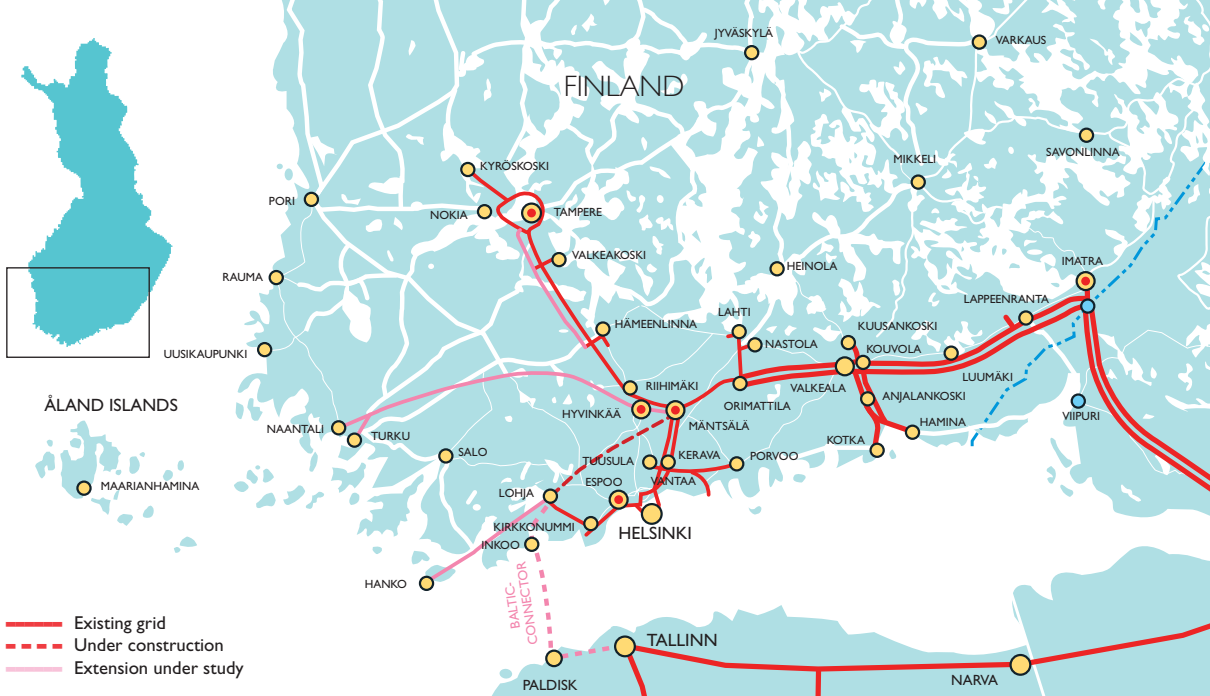 JYVÄSKYLÄ
VARKAUS
FINLAND
SAVONLINNA
KYRÖSKOSKI
MIKKELI
PORI
NOKIA
TAMPERE
VALKEAKOSKI
HEINOLA
IMATRA
RAUMA
LAPPEENRANTA
HÄMEENLINNA
LAHTI
KUUSANKOSKI
NASTOLA
KOUVOLA
UUSIKAUPUNKI
LUUMÄKI
RIIHIMÄKI
VALKEALA
ORIMATTILA
ANJALANKOSKI
ÅLAND ISLANDS
HYVINKÄÄ
MÄNTSÄLÄ
VIIPURI
NAANTALI
TURKU
HAMINA
KOTKA
SALO
TUUSULA
KERAVA
PORVOO
MAARIANHAMINA
ESPOO
VANTAA
LOHJA
KIRKKONUMMI
HELSINKI
INKOO
HANKO
BALTIC-
CONNECTOR
Existing grid
Under construction
Extension under study
TALLINN
PALDISK
NARVA